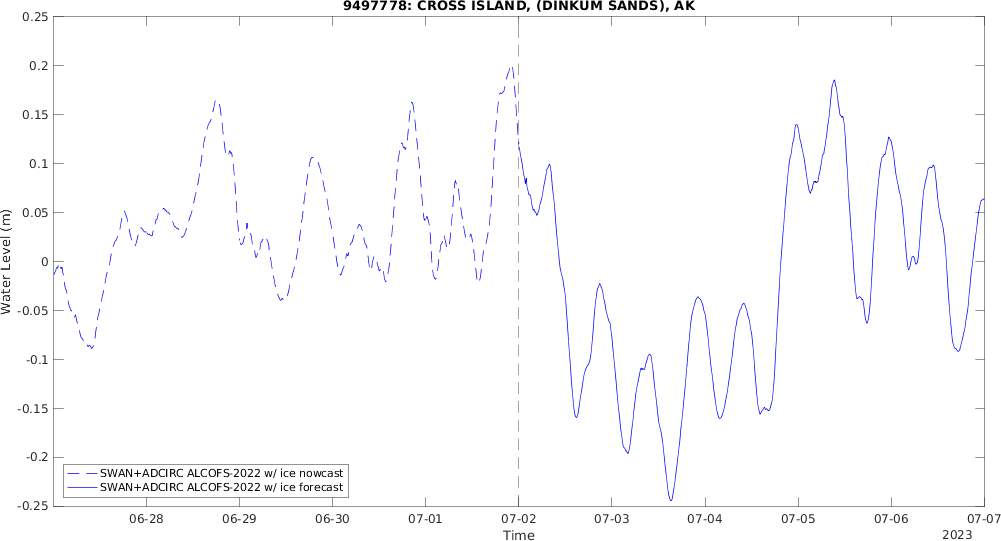 9497778: CROSS ISLAND, (DINKUM SANDS), AK
0.25
0.2
0.15
0.1
0.05
0
-0.05
-0.1
-0.15
-0.2
-0.25
Water Level (m)
SWAN+ADCIRC ALCOFS-2022 w/ ice nowcast
SWAN+ADCIRC ALCOFS-2022 w/ ice forecast
06-28 06-29 06-30 07-01 07-02 07-03 07-04 07-05 07-06 07-07
Time
2023